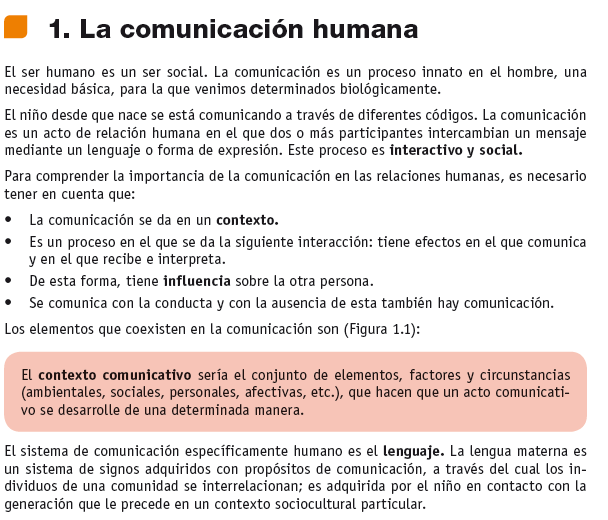 1. La comunicación humana
El ser humano es un ser social. La comunicación es un proceso innato en el hombre, una
necesidad básica, para la que venimos determinados biológicamente.
El niño desde que nace se está comunicando a través de diferentes códigos. La comunicación
es un acto de relación humana en el que dos o más participantes intercambian un mensaje
mediante un lenguaje o forma de expresión. Este proceso es interactivo y social.
Para comprender la importancia de la comunicación en las relaciones humanas, es necesario
tener en cuenta que:
• La comunicación se da en un contexto.
• Es un proceso en el que se da la siguiente interacción: tiene efectos en el que comunica
y en el que recibe e interpreta.
• De esta forma, tiene influencia sobre la otra persona.
• Se comunica con la conducta y con la ausencia de esta también hay comunicación.
Los elementos que coexisten en la comunicación son (Figura 1.1):
El contexto comunicativo sería el conjunto de elementos, factores y circunstancias
(ambientales, sociales, personales, afectivas, etc.), que hacen que un acto comunicati-
vo se desarrolle de una determinada manera.
El sistema de comunicación específicamente humano es el lenguaje. La lengua materna es
un sistema de signos adquiridos con propósitos de comunicación, a través del cual los in-
dividuos de una comunidad se interrelacionan; es adquirida por el niño en contacto con la
generación que le precede en un contexto sociocultural particular.